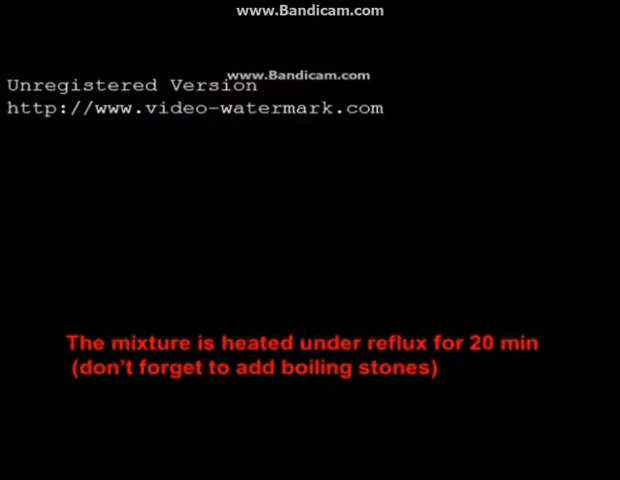 www.Bandicam.com
www.Bandicam.com
Unregistered Version
http://www.video-watermark.com
The mixture is heated under reflux for 20 min
(don't forget to add boiling stones)